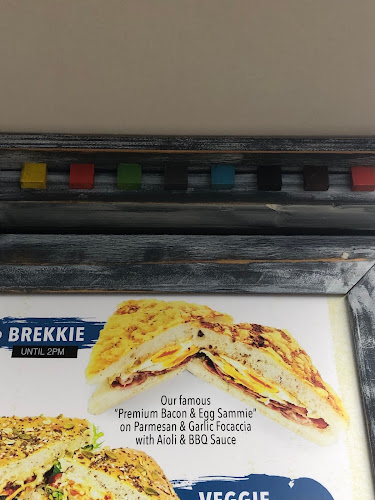 BREKKIE
UNTIL 2PM
Our famous
"Premium Bacon & Egg Sammie"
on Parmesan & Garlic Focaccia
with Aioli & BBQ Sauce
VEGGIE